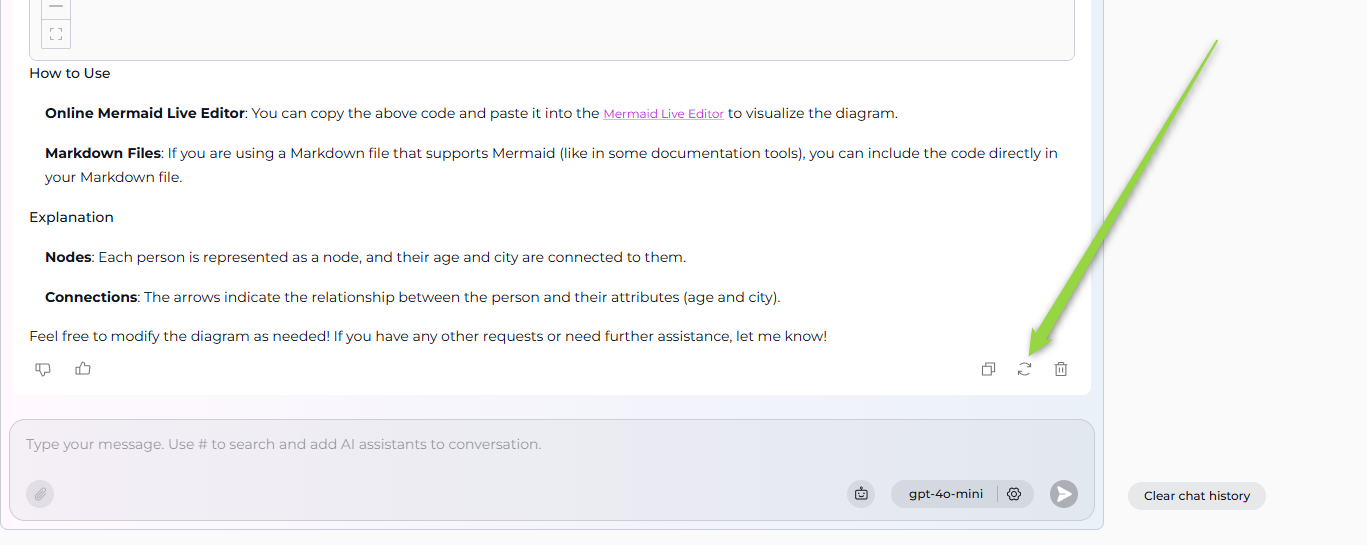 How to Use
Online Mermaid Live Editor: You can copy the above code and paste it into the Mermaid Live Editor to visualize the diagram.
Markdown Files: If you are using a Markdown file that supports Mermaid (like in some documentation tools), you can include the code directly in
your Markdown file.
Explanation
Nodes: Each person is represented as a node, and their age and city are connected to them.
Connections: The arrows indicate the relationship between the person and their attributes (age and city).
Feel free to modify the diagram as needed! If you have any other requests or need further assistance, let me know!
Type your message. Use # to search and add AI assistants to conversation.
gpt-4o-mini
Clear chat history